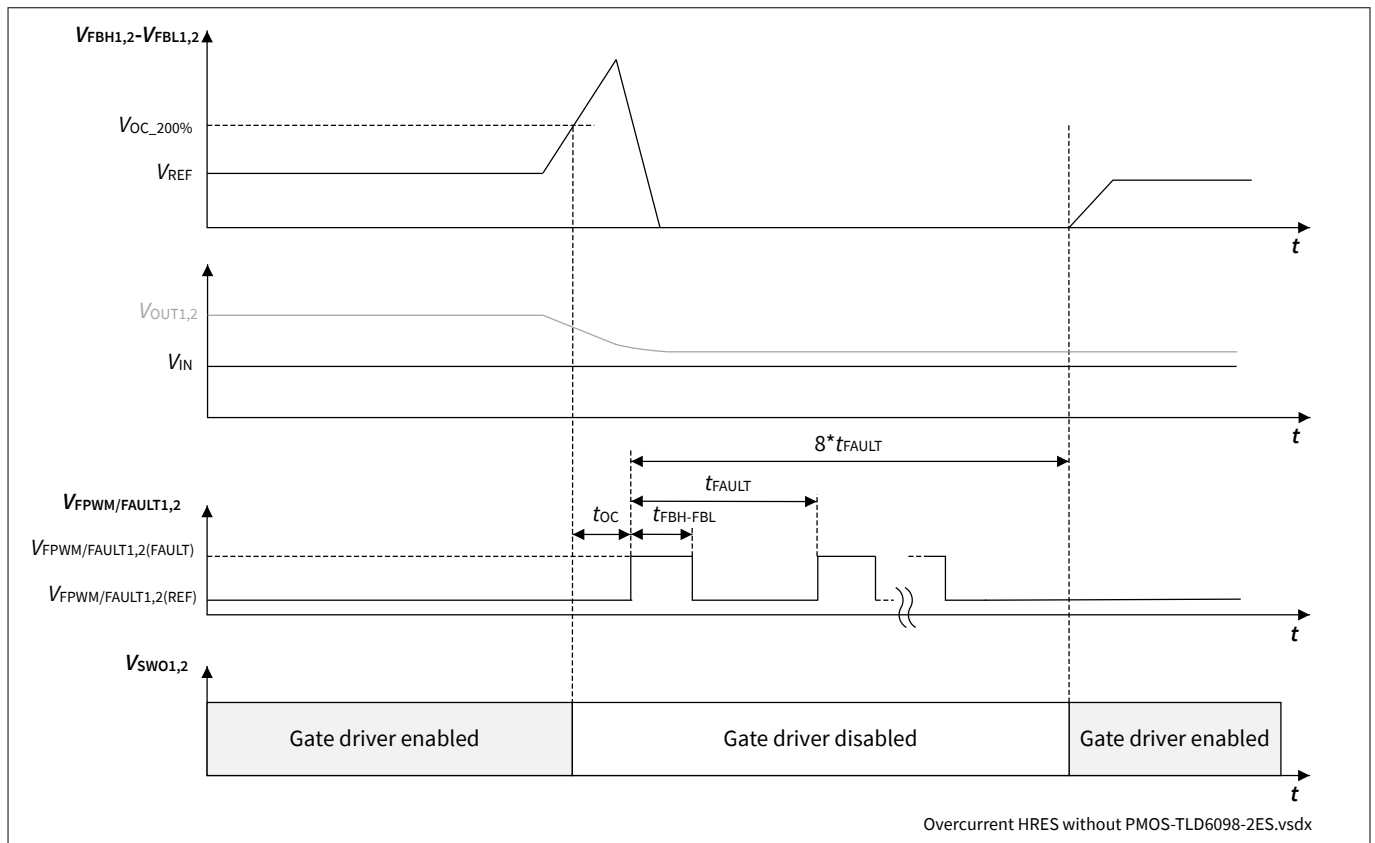 VFBH1,2-VFBL1,2
VOC_200%
VREF
t
VOUT1,2
VIN
t
8*tFAULT
tFAULT
VFPWM/FAULT1,2
tOC
tFBH-FBL
VFPWM/FAULT1,2(FAULT)
VFPWM/FAULT1,2(REF)
t
VSWO1,2
Gate driver enabled
Gate driver disabled
Gate driver enabled
t
Overcurrent HRES without PMOS-TLD6098-2ES.vsdx